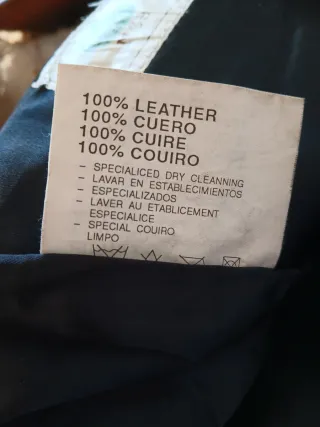 100% LEATHER
100% CUERO
100% CUIRE
100% COUIRO
- SPECIALICED DRY CLEANNING
- LAVAR EN ESTABLECIMIENTOS
- ESPECIALIZADOS
- LAVER AU ETABLICEMENT
ESPECIALICE
- SPECIAL COUIRO
LIMPO